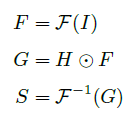 F = ℱ(I)
G = H ⊙ F
S = ℱ⁻¹(G)